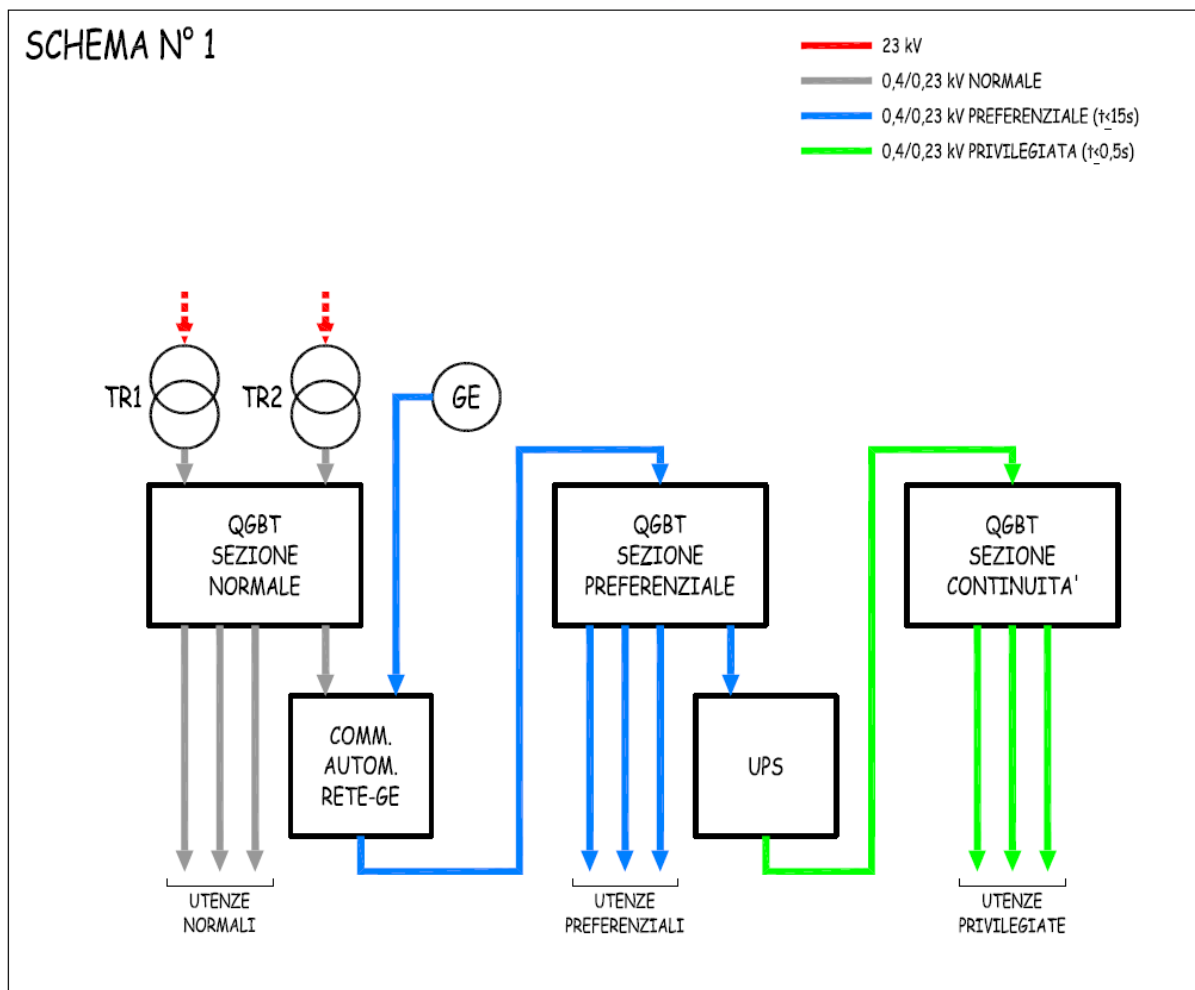 SCHEMA N° 1
23 kV
0,4/0,23 kV NORMALE
0,4/0,23 kV PREFERENZIALE (t≤15s)
0,4/0,23 kV PRIVILEGIATA (t≤0,5s)
TR1
TR2
GE
QGBT
SEZIONE
NORMALE
QGBT
SEZIONE
PREFERENZIALE
QGBT
SEZIONE
CONTINUITA'
COMM.
AUTOM.
RETE-GE
UPS
UTENZE
NORMALI
UTENZE
PREFERENZIALI
UTENZE
PRIVILEGIATE